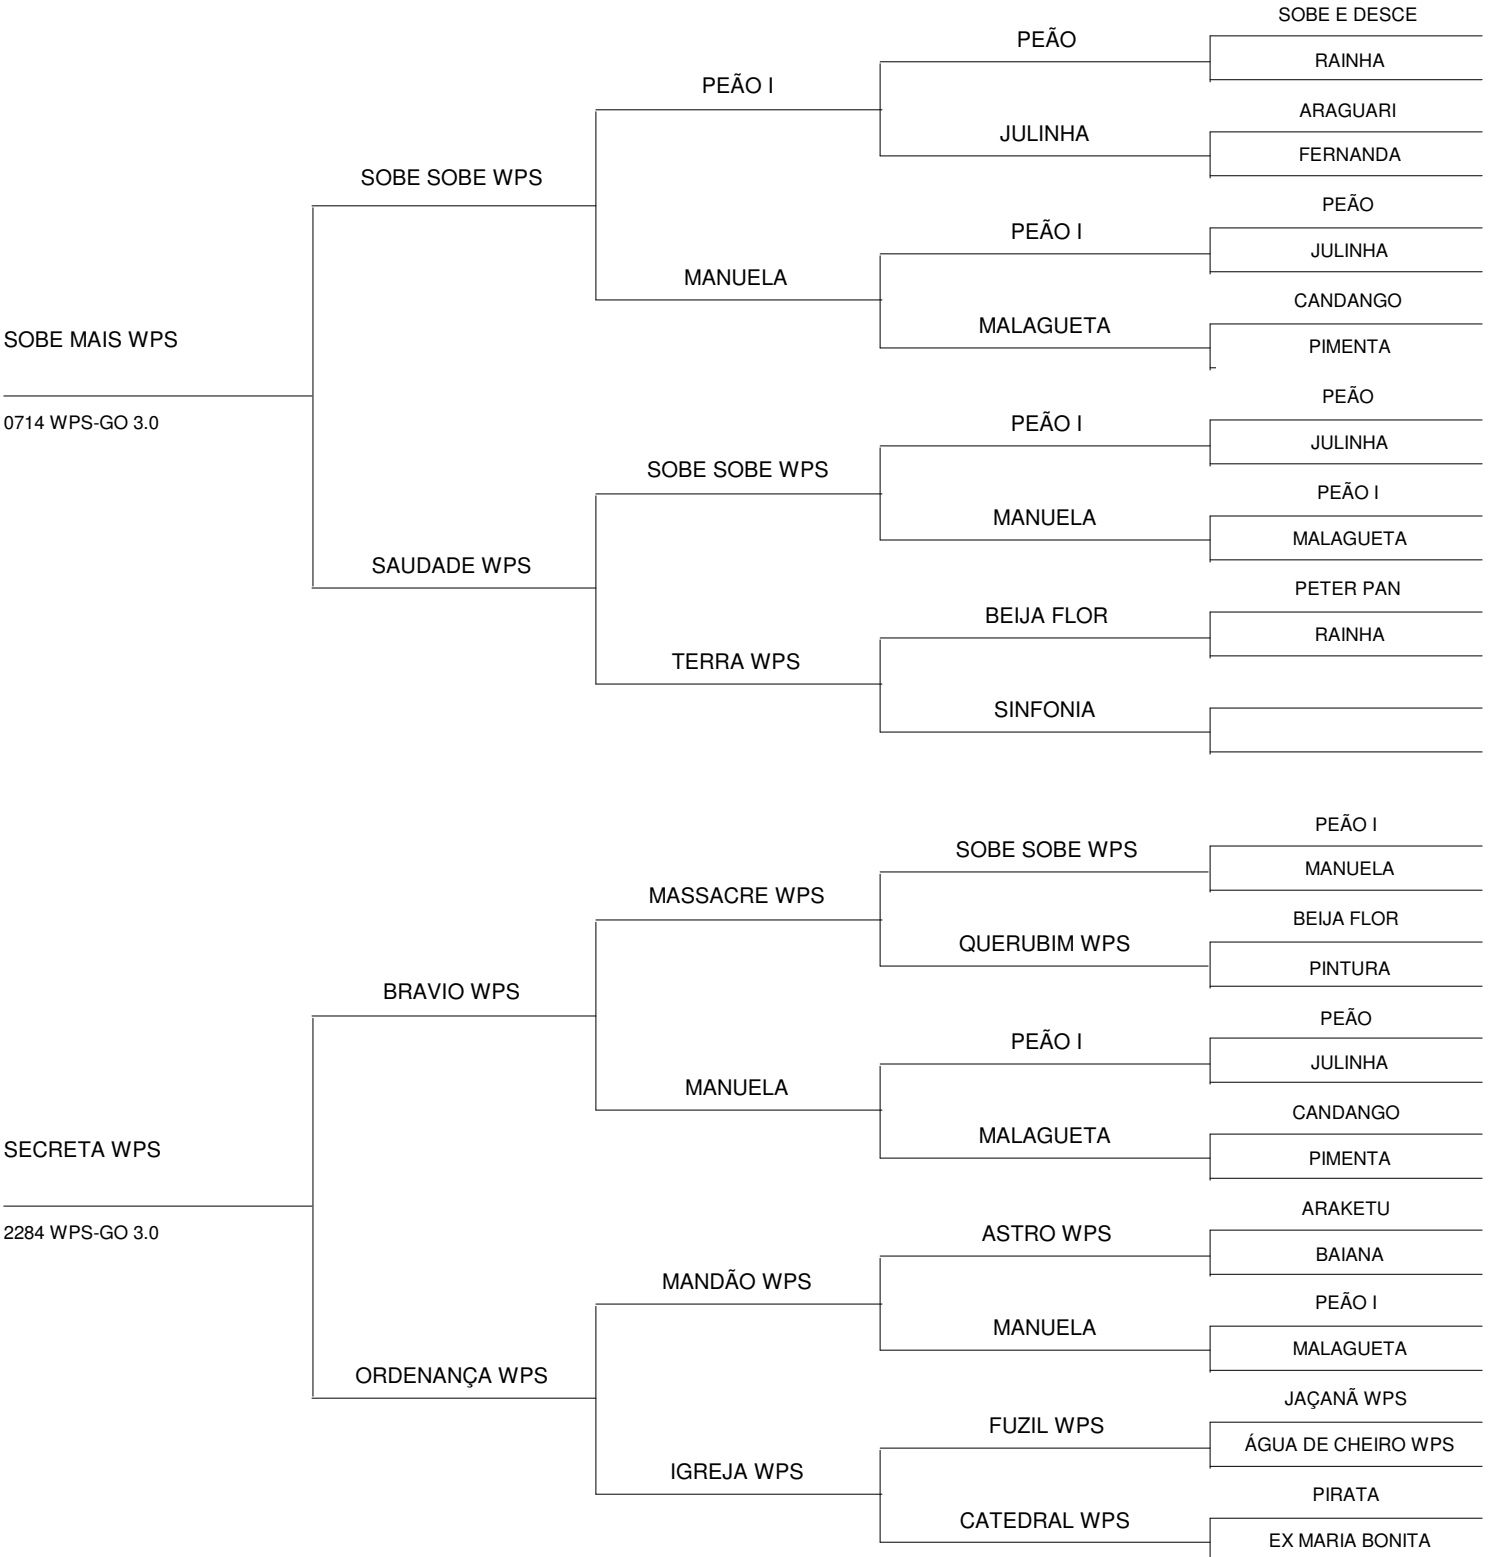 SOBE E DESCE
PEÃO
RAINHA
PEÃO I
ARAGUARI
JULINHA
FERNANDA
SOBE SOBE WPS
PEÃO
PEÃO I
JULINHA
MANUELA
CANDANGO
MALAGUETA
PIMENTA
SOBE MAIS WPS
0714 WPS-GO 3.0
PEÃO
PEÃO I
JULINHA
SOBE SOBE WPS
PEÃO I
MANUELA
MALAGUETA
SAUDADE WPS
PETER PAN
BEIJA FLOR
RAINHA
TERRA WPS
SINFONIA
PEÃO I
SOBE SOBE WPS
MANUELA
MASSACRE WPS
BEIJA FLOR
QUERUBIM WPS
PINTURA
BRAVIO WPS
PEÃO
PEÃO I
JULINHA
MANUELA
CANDANGO
MALAGUETA
PIMENTA
SECRETA WPS
2284 WPS-GO 3.0
ARAKETU
ASTRO WPS
BAIANA
MANDÃO WPS
PEÃO I
MANUELA
MALAGUETA
ORDENANÇA WPS
JAÇANÃ WPS
FUZIL WPS
ÁGUA DE CHEIRO WPS
IGREJA WPS
PIRATA
CATEDRAL WPS
EX MARIA BONITA